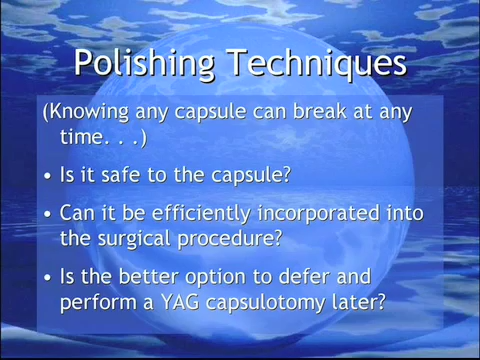 Polishing Techniques
(Knowing any capsule can break at any
time. . .)
• Is it safe to the capsule?
• Can it be efficiently incorporated into
the surgical procedure?
• Is the better option to defer and
perform a YAG capsulotomy later?